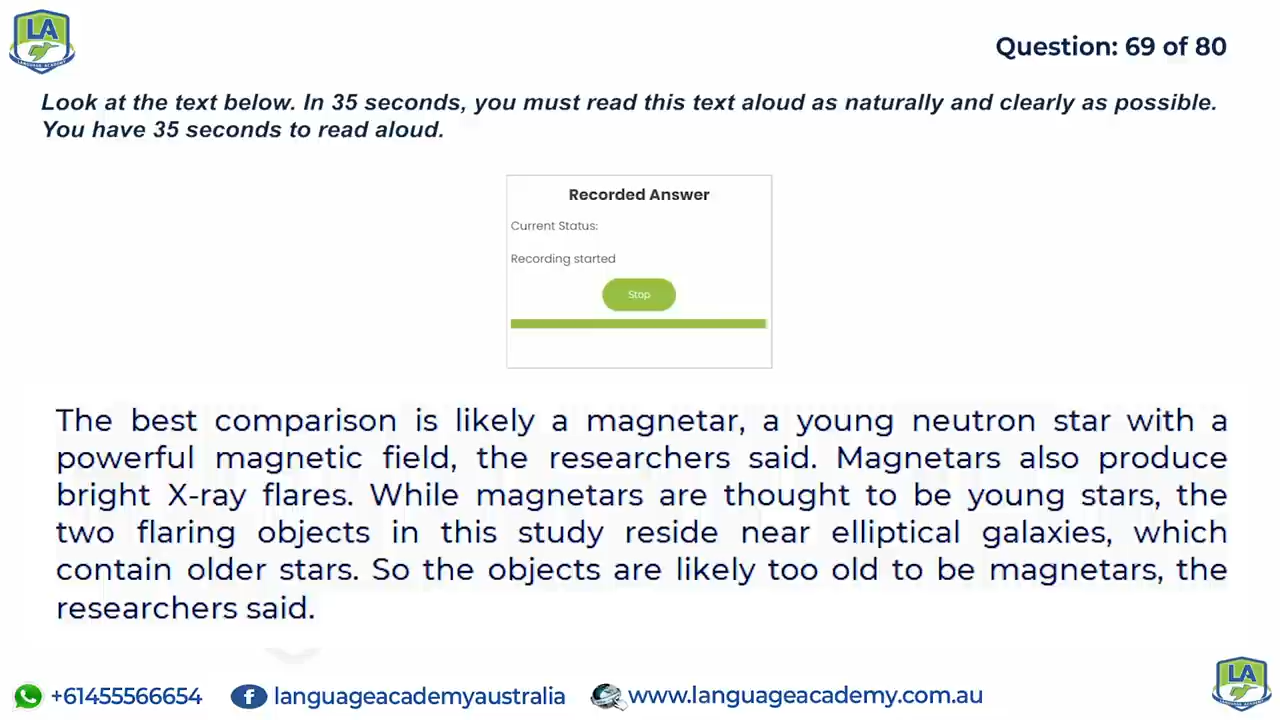 LA
LANGUAGE ACADEMY
Question: 69 of 80
Look at the text below. In 35 seconds, you must read this text aloud as naturally and clearly as possible.
You have 35 seconds to read aloud.
Recorded Answer
Current Status:
Recording started
Stop
The best comparison is likely a magnetar, a young neutron star with a
powerful magnetic field, the researchers said. Magnetars also produce
bright X-ray flares. While magnetars are thought to be young stars, the
two flaring objects in this study reside near elliptical galaxies, which
contain older stars. So the objects are likely too old to be magnetars, the
researchers said.
+61455566654 languageacademyaustralia www.languageacademy.com.au
LA